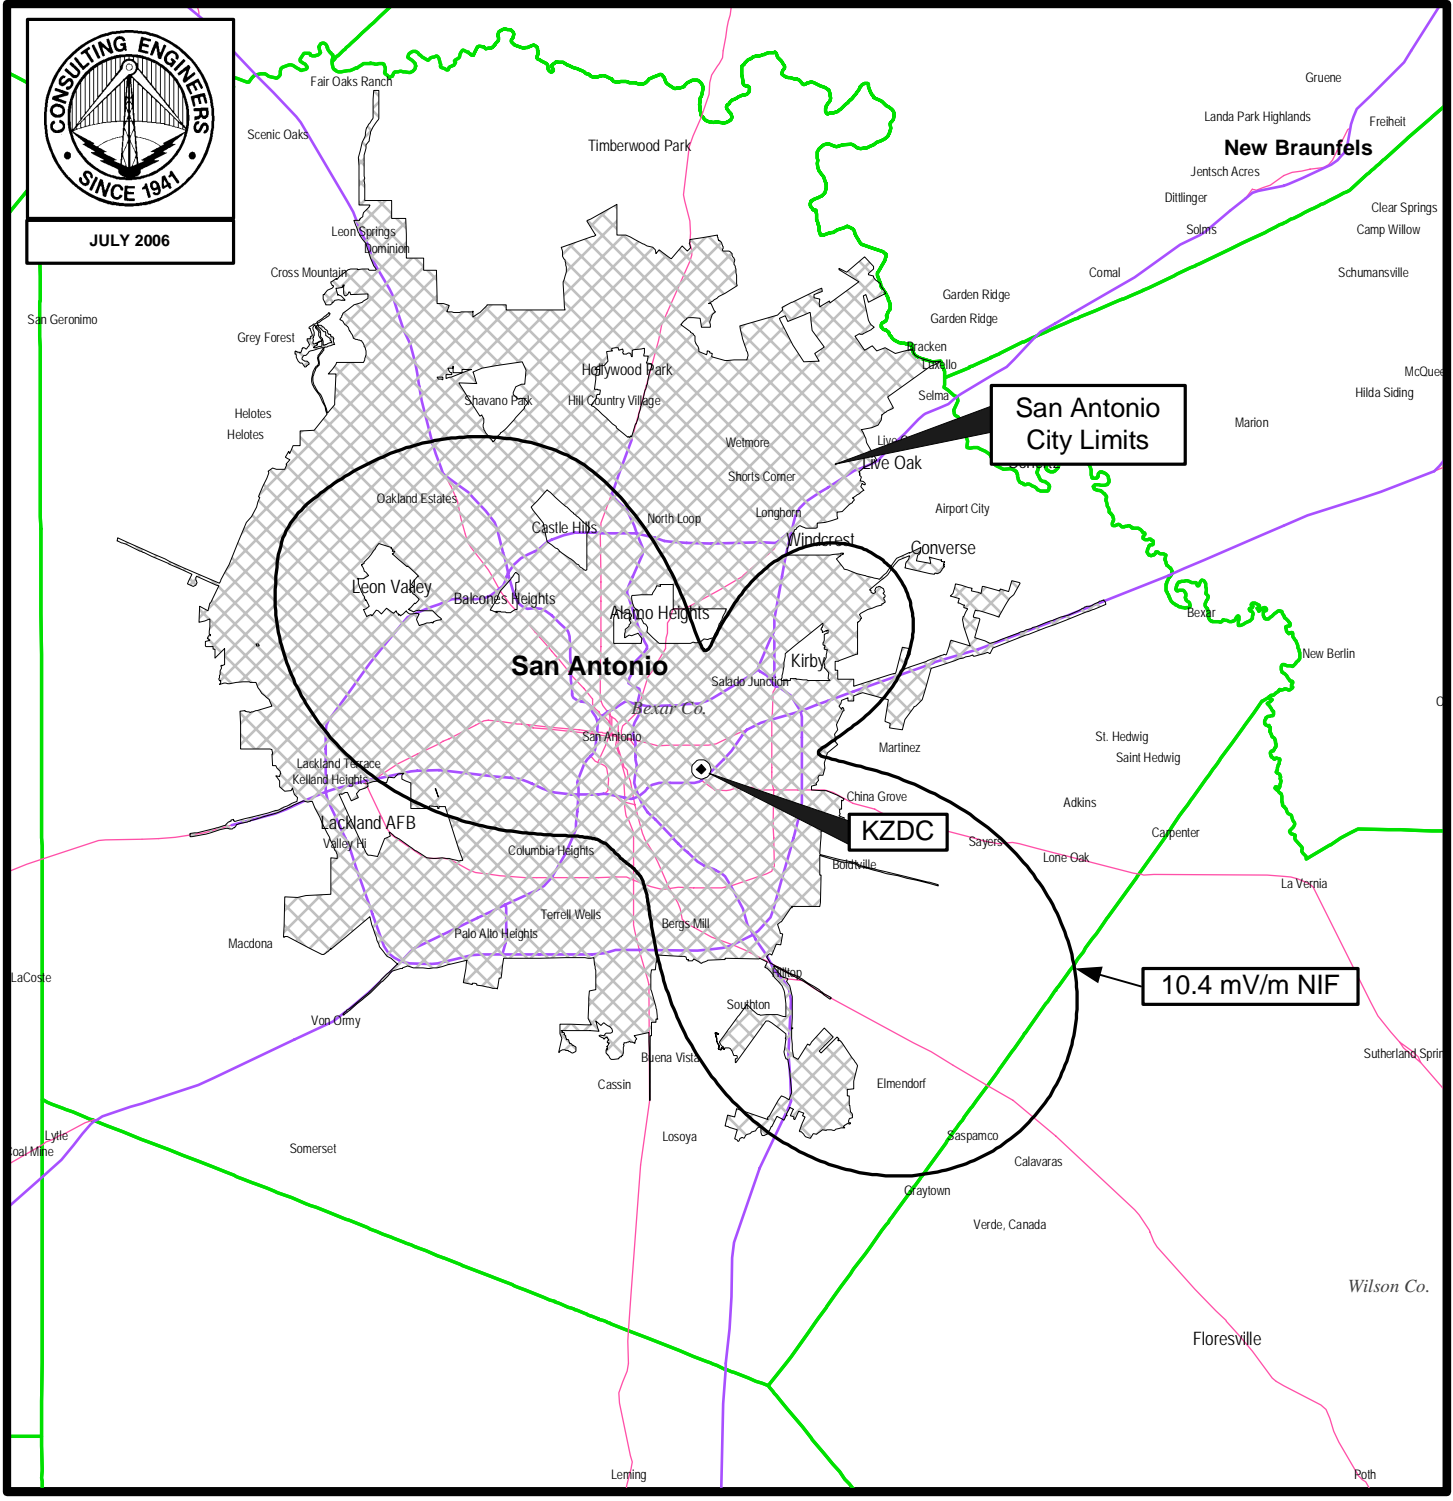 CONSULTING ENGINEERS
SINCE 1941
JULY 2006
Fair Oaks Ranch
Scenic Oaks
Timberwood Park
Gruene
Landa Park Highlands
Freiheit
New Braunfels
Jentsch Acres
Dittlinger
Clear Springs
Solms
Camp Willow
Leon Springs
Dominion
Cross Mountain
Comal
Schumansville
Garden Ridge
Garden Ridge
San Geronimo
Grey Forest
Bracken
Luxello
Hollywood Park
McQuee
Hilda Siding
Shavano Park
Hill Country Village
Selma
Helotes
Helotes
San Antonio
City Limits
Marion
Wetmore
Live Oak
Shorts Corner
Oakland Estates
Longhorn
North Loop
Airport City
Castle Hills
Windcrest
Converse
Leon Valley
Balcones Heights
Alamo Heights
Bexar
San Antonio
Kirby
New Berlin
Salado Junction
Bexar Co.
San Antonio
Martinez
St. Hedwig
Saint Hedwig
Lackland Terrace
Kelland Heights
China Grove
Adkins
Lackland AFB
KZDC
Carpenter
Valley Hi
Columbia Heights
Sayers
Lone Oak
Boldtville
La Vernia
Terrell Wells
Bergs Mill
Palo Alto Heights
Macdona
LaCoste
Hilltop
10.4 mV/m NIF
Southton
Von Ormy
Buena Vista
Sutherland Sprin
Cassin
Elmendorf
Lytle
Coal Mine
Somerset
Losoya
Saspamco
Calavaras
Graytown
Verde, Canada
Wilson Co.
Floresville
Leming
Poth